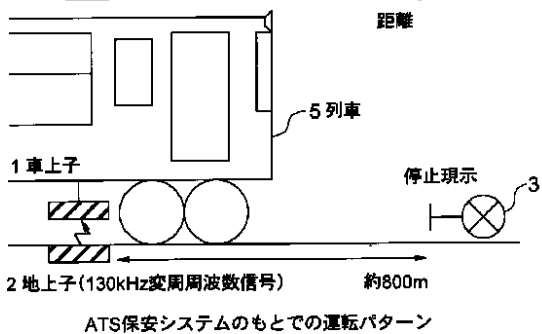 距離
5 列車
1 車上子
停止現示
3
2 地上子(130kHz変周周波数信号)
約800m
ATS保安システムのもとでの運転パターン